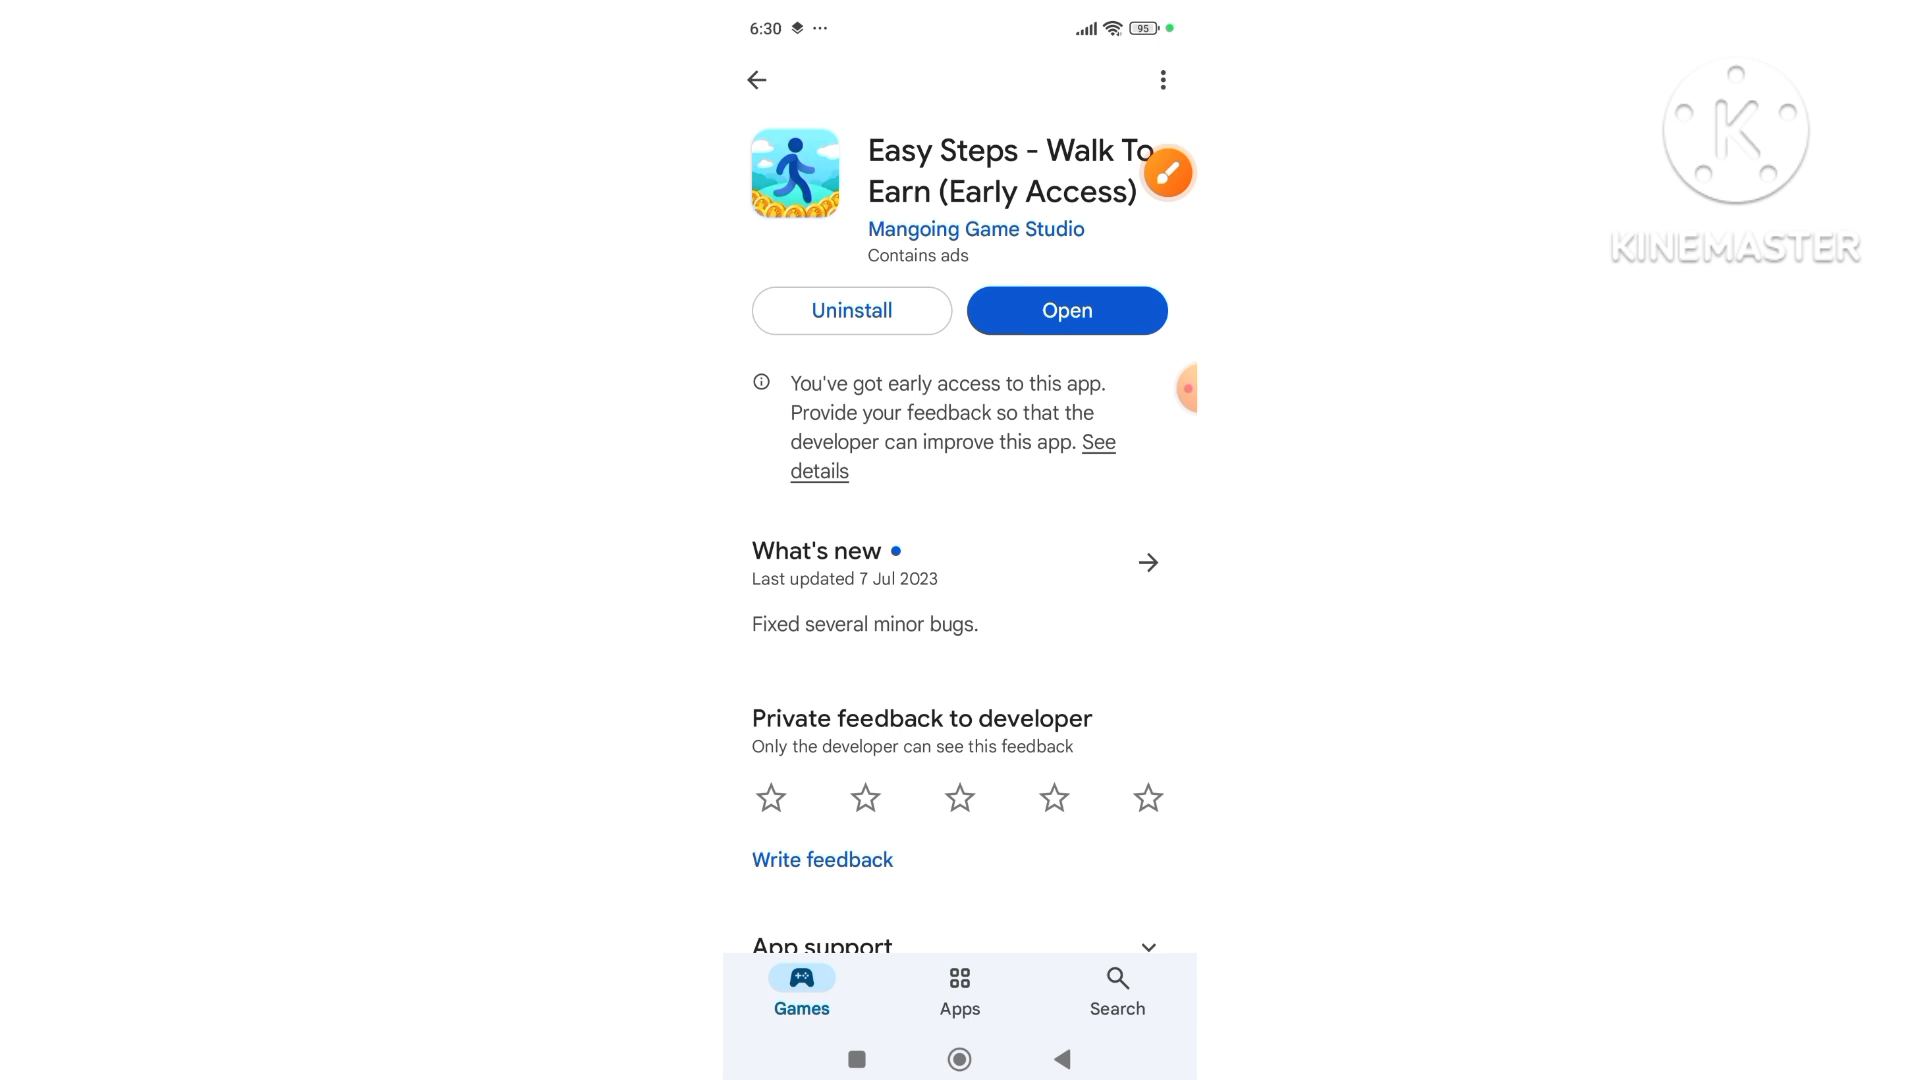 6:30
95
Easy Steps - Walk To
Earn (Early Access)
Mangoing Game Studio
Contains ads
Uninstall
Open
You've got early access to this app.
Provide your feedback so that the
developer can improve this app. See
details
What's new
Last updated 7 Jul 2023
Fixed several minor bugs.
Private feedback to developer
Only the developer can see this feedback
Write feedback
App support
Games
Apps
Search
K
KINEMASTER